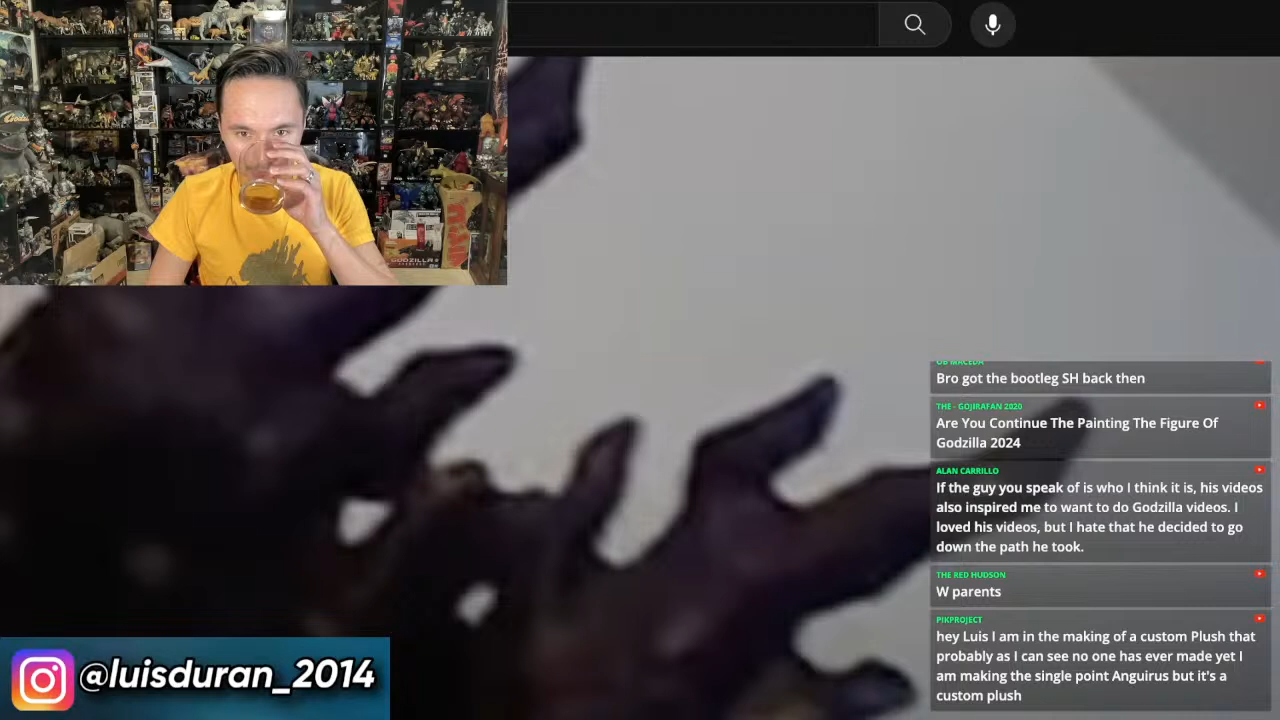 GODZILLA
OB MACEDA
Bro got the bootleg SH back then
THE - GOJIRAFAN 2020
Are You Continue The Painting The Figure Of
Godzilla 2024
ALAN CARRILLO
If the guy you speak of is who I think it is, his videos
also inspired me to want to do Godzilla videos. I
loved his videos, but I hate that he decided to go
down the path he took.
THE RED HUDSON
W parents
PIKPROJECT
hey Luis I am in the making of a custom Plush that
probably as I can see no one has ever made yet I
am making the single point Anguirus but it's a
custom plush
@luisduran_2014